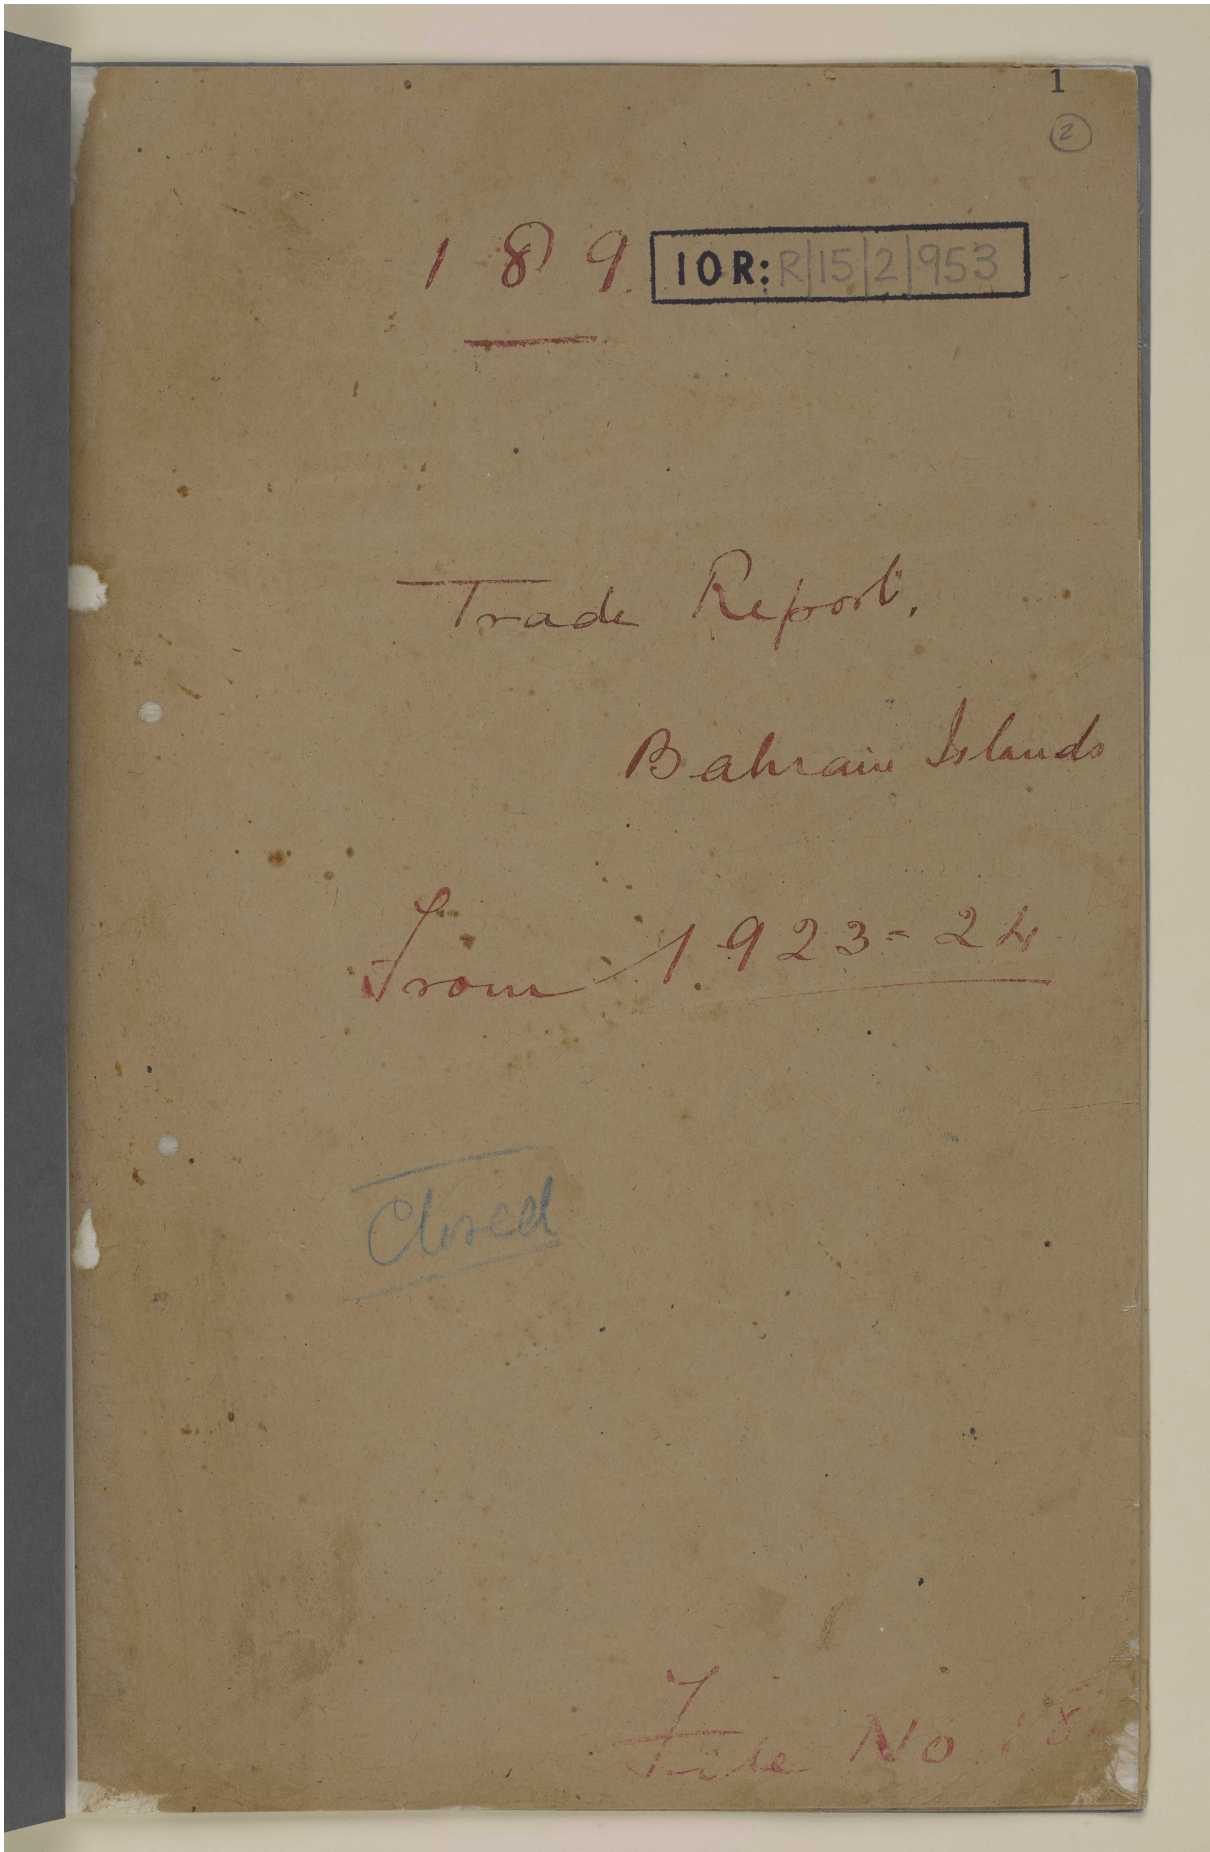 1
2
189. IOR: R/15/2/953
Trade Report.
Bahrain Islands
From 1923-24
Closed
File No